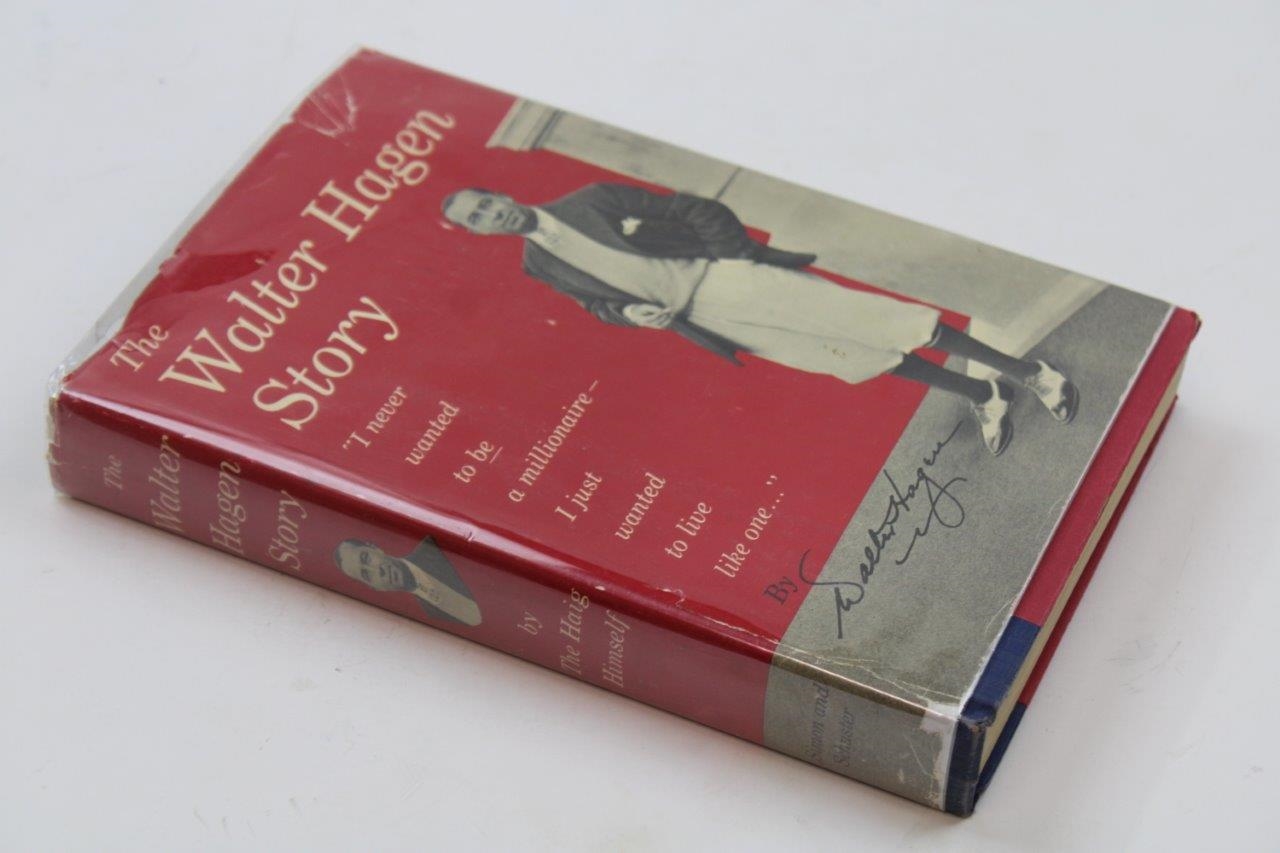 The
Walter Hagen
Story
"I never
wanted
to be
a millionaire—
I just
wanted
to live
like one..."
By
Walter Hagen
The
Walter
Hagen
Story
by
The Haig
Himself
Simon and
Schuster